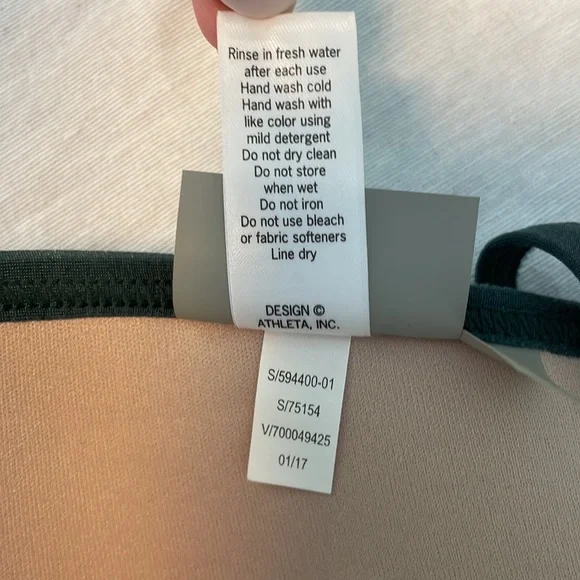 Rinse in fresh water
after each use
Hand wash cold
Hand wash with
like color using
mild detergent
Do not dry clean
Do not store
when wet
Do not iron
Do not use bleach
or fabric softeners
Line dry
DESIGN ©
ATHLETA, INC.
S/594400-01
S/75154
V/700049425
01/17